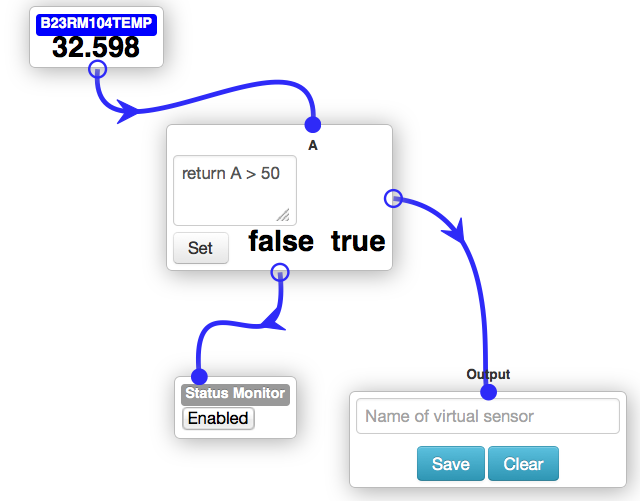 B23RM104TEMP
32.598
A
return A > 50
Set
false true
Status Monitor
Enabled
Output
Name of virtual sensor
Save Clear